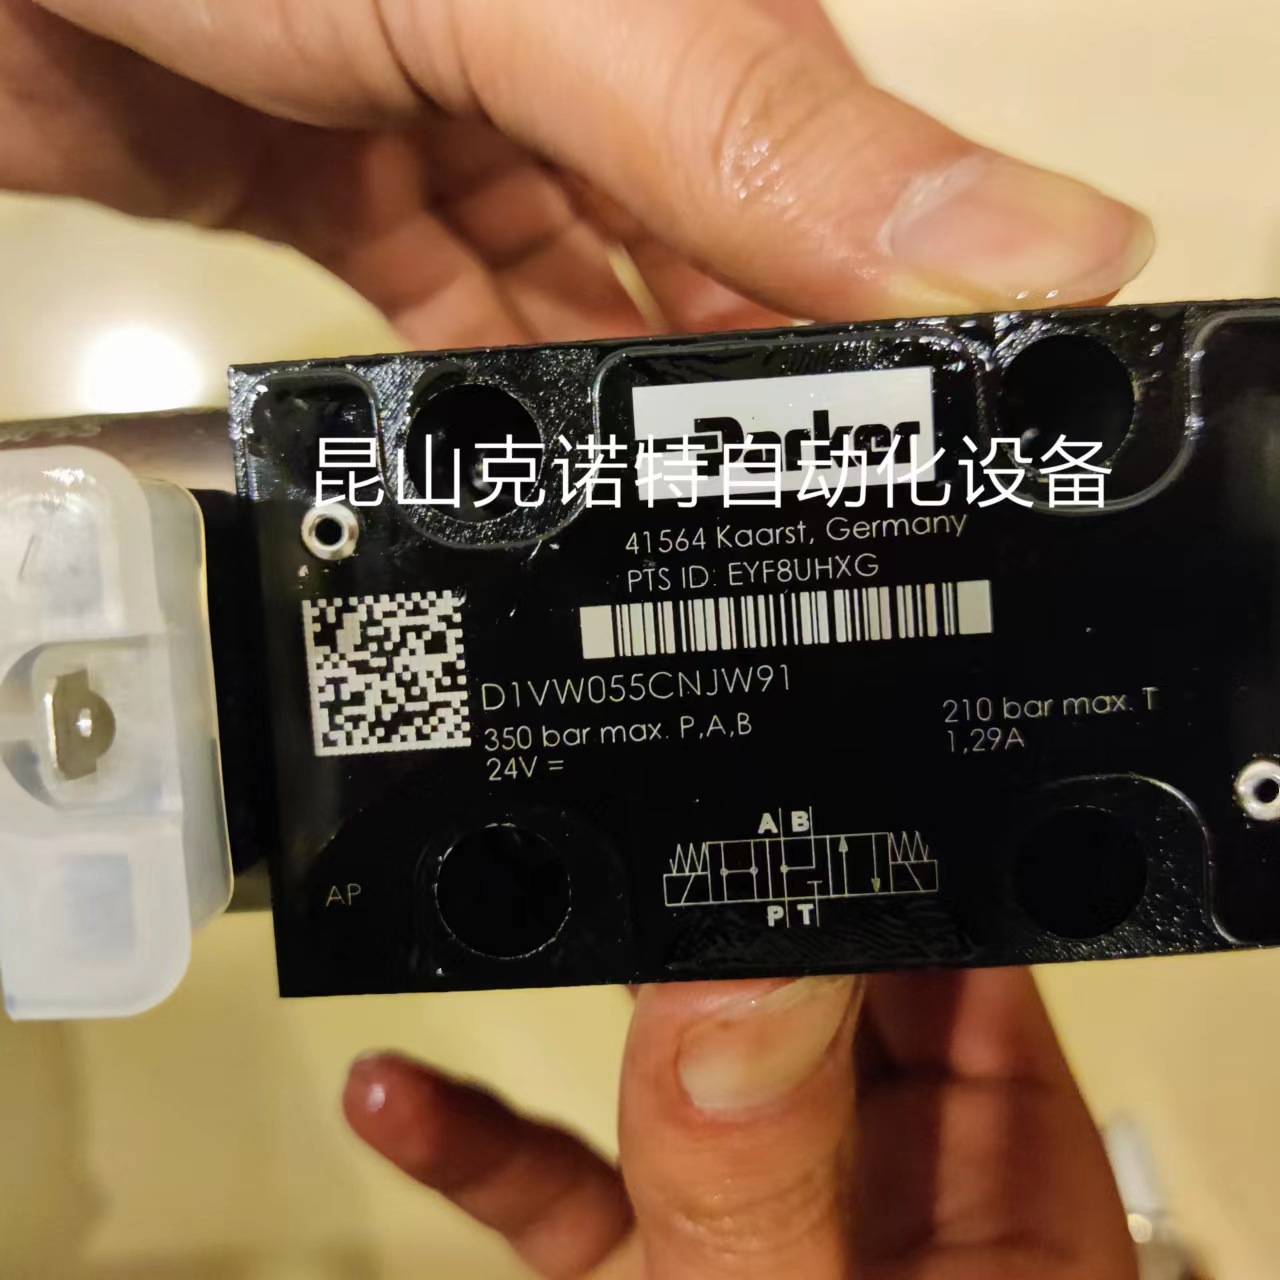 Parker
昆山克诺特自动化设备
41564 Kaarst, Germany
PTS ID: EYF8UHXG
D1VW055CNJW91
350 bar max. P,A,B
210 bar max. T
24V =
1,29A
A B
AP
P T